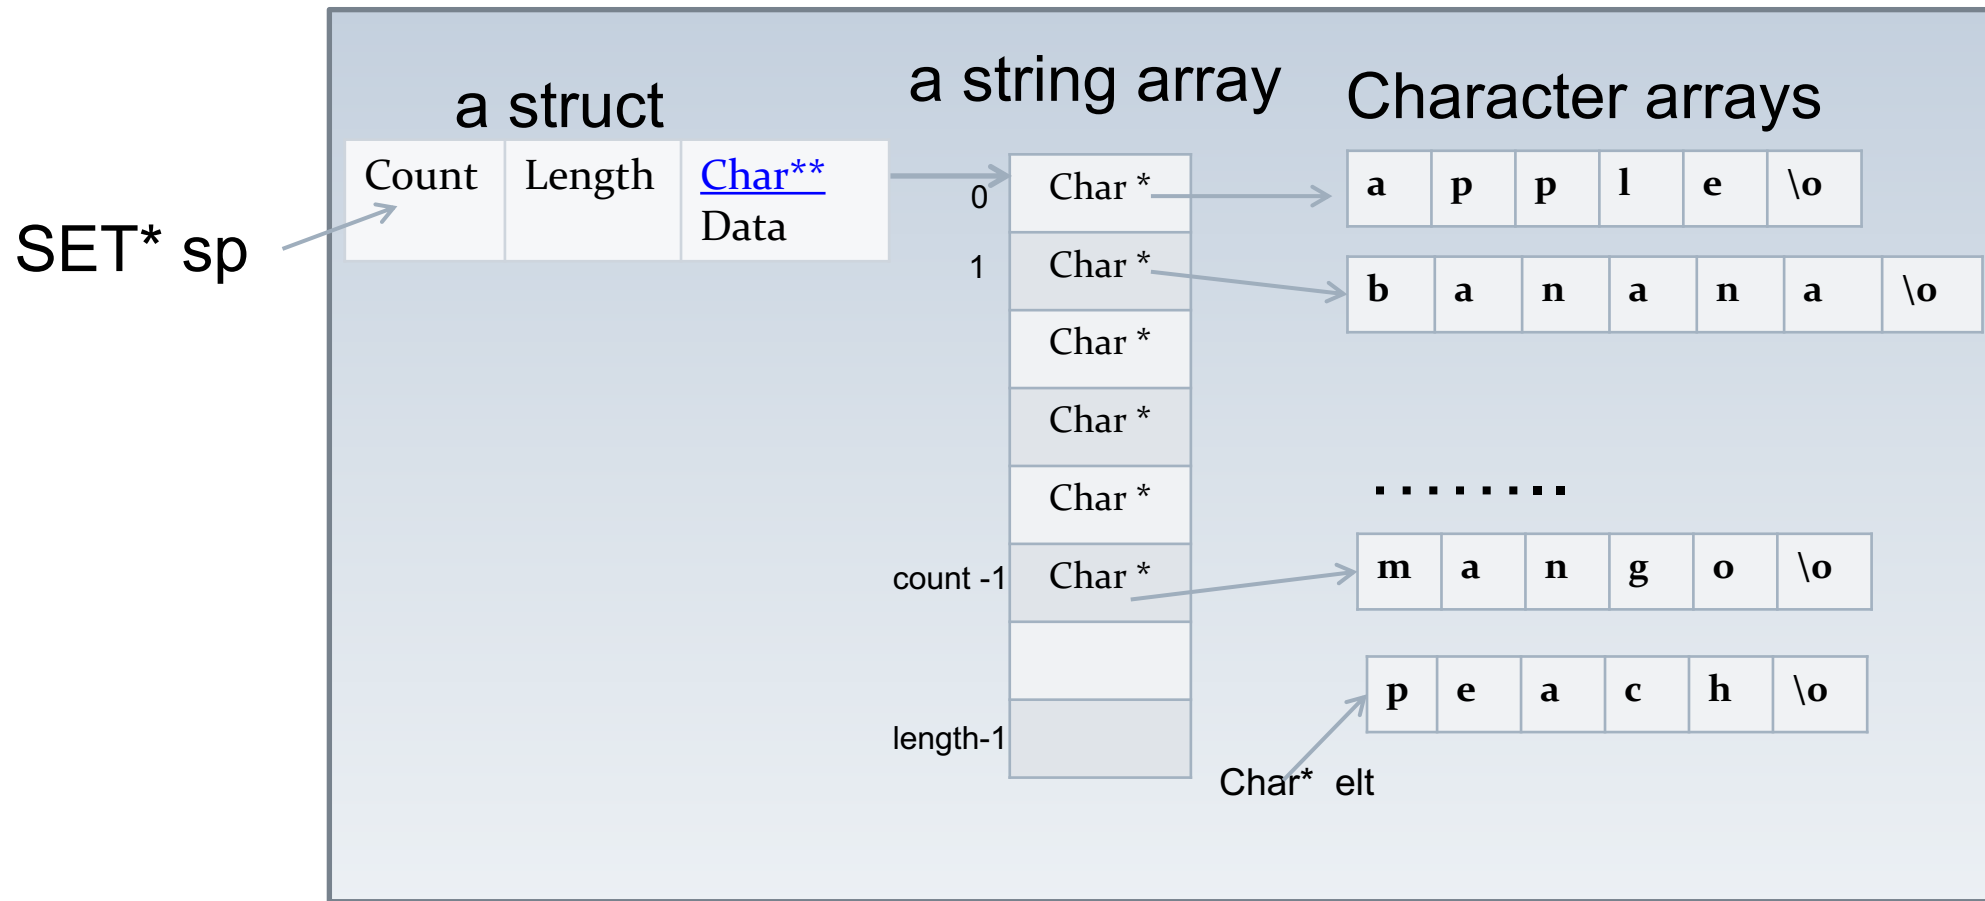 a struct
a string array
Character arrays
SET* sp
Count Length Char**
Data
0 Char *
1 Char *
Char *
Char *
Char *
count -1 Char *
length-1
a p p l e \o
b a n a n a \o
.........
m a n g o \o
p e a c h \o
Char* elt